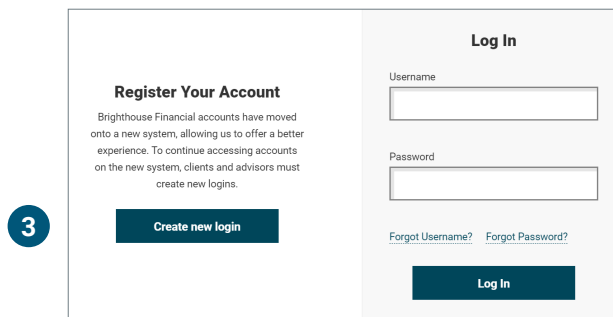 Register Your Account
Brighthouse Financial accounts have moved
onto a new system, allowing us to offer a better
experience. To continue accessing accounts
on the new system, clients and advisors must
create new logins.
3
Create new login
Log In
Username
Password
Forgot Username? Forgot Password?
Log In